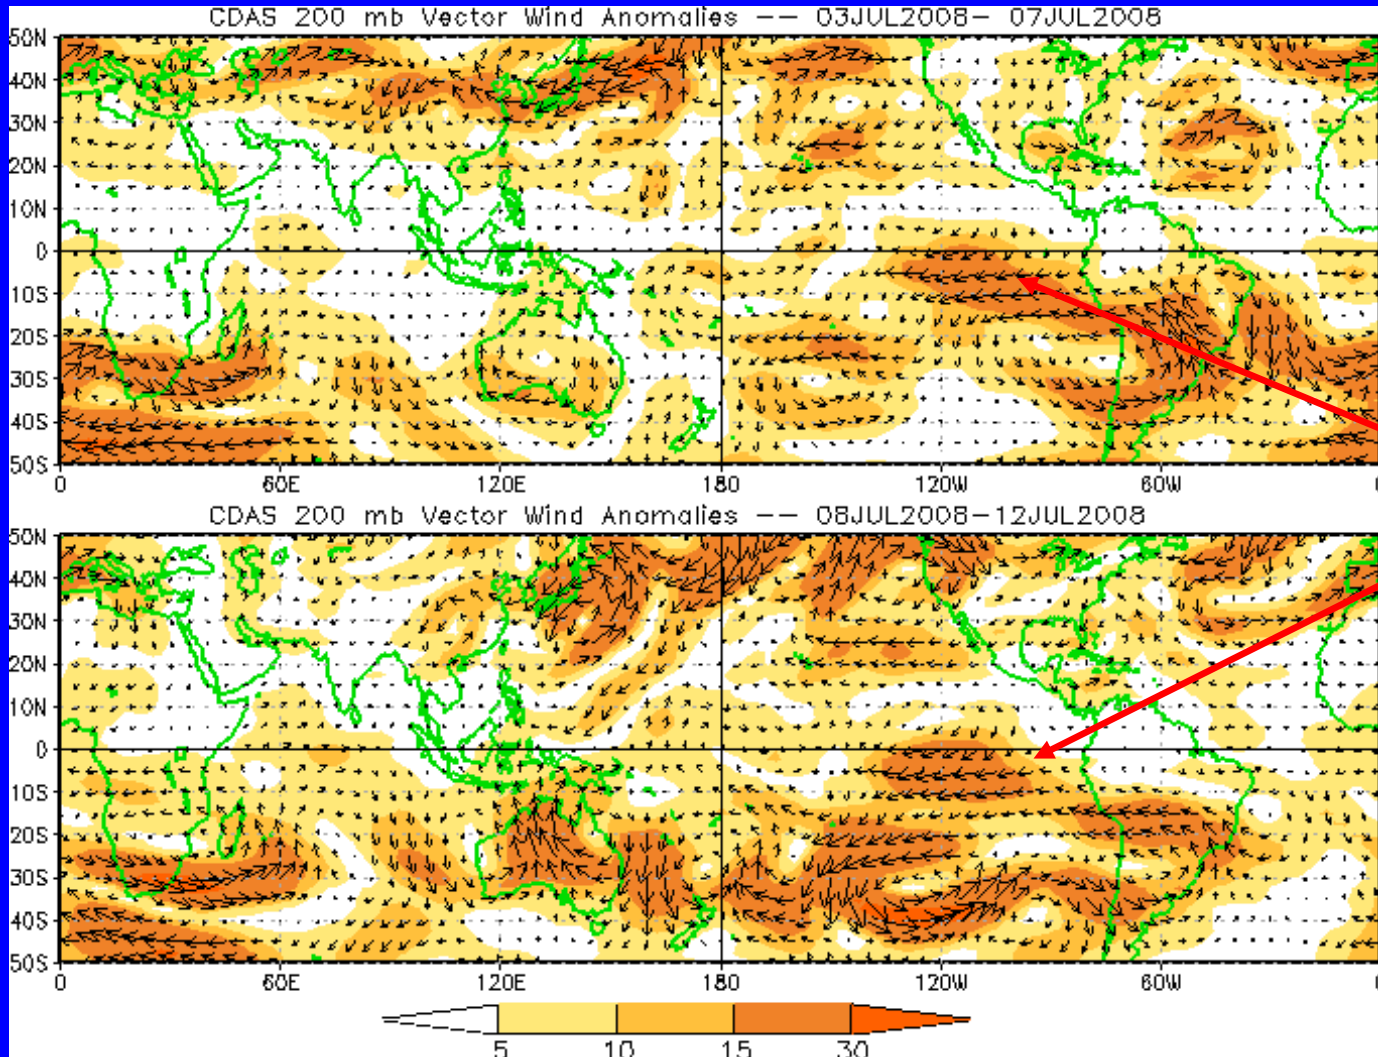 CDAS 200 mb Vector Wind Anomalies -- 03JUL2008- 07JUL2008
50N
40N
30N
20N
10N
0
10S
20S
30S
40S
50S
0 60E 120E 180 120W 60W
CDAS 200 mb Vector Wind Anomalies -- 08JUL2008-12JUL2008
50N
40N
30N
20N
10N
0
10S
20S
30S
40S
50S
0 60E 120E 180 120W 60W
5 10 15 30